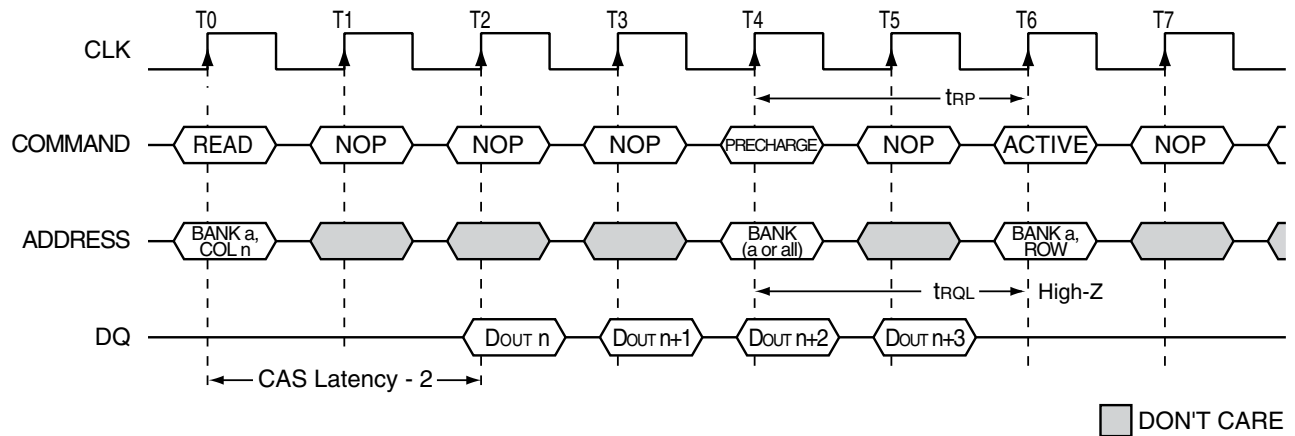 T0 T1 T2 T3 T4 T5 T6 T7
CLK
tRP
COMMAND READ NOP NOP NOP PRECHARGE NOP ACTIVE NOP
ADDRESS BANK a, COL n BANK (a or all) BANK a, ROW
tRQL High-Z
DQ DOUT n DOUT n+1 DOUT n+2 DOUT n+3
CAS Latency - 2
DON'T CARE